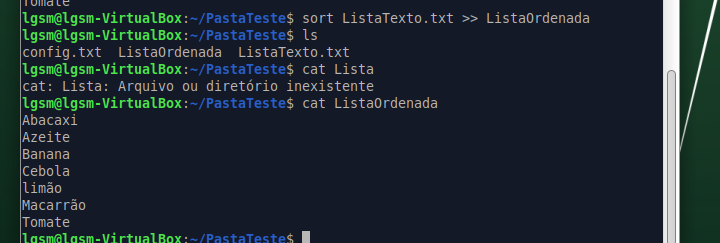 Tomate
lgsm@lgsm-VirtualBox:~/PastaTeste$ sort ListaTexto.txt >> ListaOrdenada
lgsm@lgsm-VirtualBox:~/PastaTeste$ ls
config.txt  ListaOrdenada  ListaTexto.txt
lgsm@lgsm-VirtualBox:~/PastaTeste$ cat Lista
cat: Lista: Arquivo ou diretório inexistente
lgsm@lgsm-VirtualBox:~/PastaTeste$ cat ListaOrdenada
Abacaxi
Azeite
Banana
Cebola
limão
Macarrão
Tomate
lgsm@lgsm-VirtualBox:~/PastaTeste$